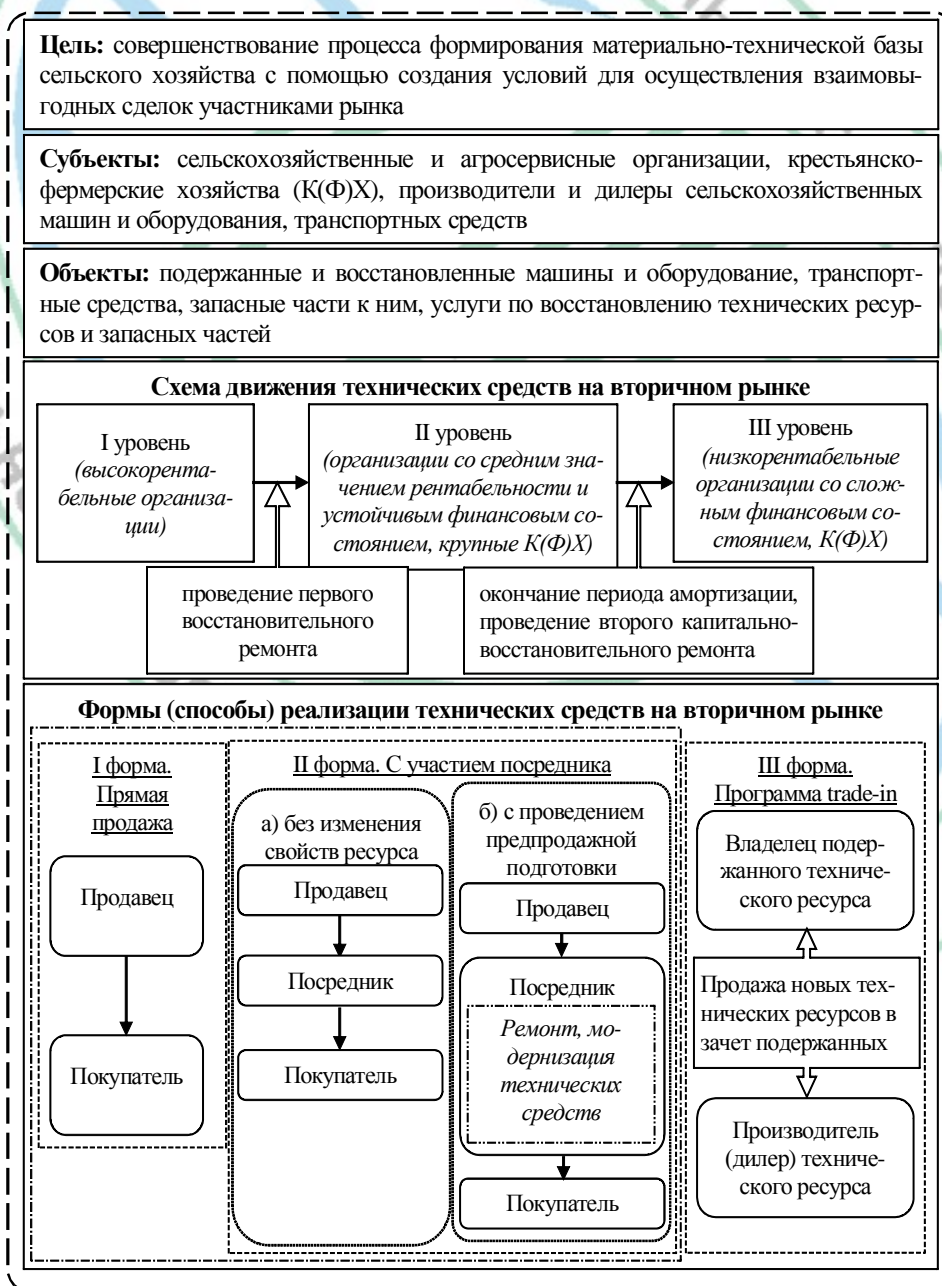 Цель: совершенствование процесса формирования материально-технической базы
сельского хозяйства с помощью создания условий для осуществления взаимовы-
годных сделок участниками рынка
Субъекты: сельскохозяйственные и агросервисные организации, крестьянско-
фермерские хозяйства (К(Ф)Х), производители и дилеры сельскохозяйственных
машин и оборудования, транспортных средств
Объекты: подержанные и восстановленные машины и оборудование, транспорт-
ные средства, запасные части к ним, услуги по восстановлению технических ресур-
сов и запасных частей
Схема движения технических средств на вторичном рынке
I уровень
(высокорента-
бельные организа-
ции)
II уровень
(организации со средним зна-
чением рентабельности и
устойчивым финансовым со-
стоянием, крупные К(Ф)Х)
III уровень
(низкорентабельные
организации со слож-
ным финансовым со-
стоянием, К(Ф)Х)
проведение первого
восстановительного
ремонта
окончание периода амортизации,
проведение второго капитально-
восстановительного ремонта
Формы (способы) реализации технических средств на вторичном рынке
I форма.
Прямая
продажа
Продавец
Покупатель
II форма. С участием посредника
а) без изменения
свойств ресурса
Продавец
Посредник
Покупатель
б) с проведением
предпродажной
подготовки
Продавец
Посредник
Ремонт, мо-
дернизация
технических
средств
Покупатель
III форма.
Программа trade-in
Владелец подер-
жанного техниче-
ского ресурса
Продажа новых тех-
нических ресурсов в
зачет подержанных
Производитель
(дилер) техниче-
ского ресурса